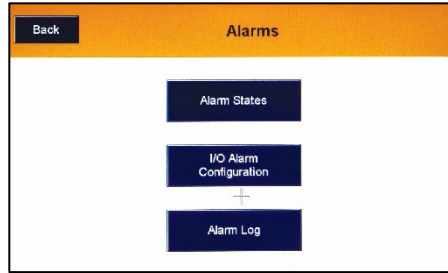 Back
Alarms
Alarm States
I/O Alarm
Configuration
Alarm Log